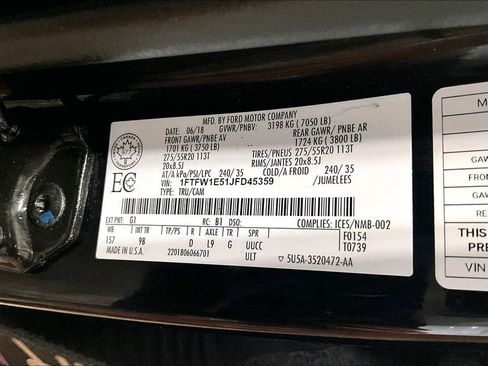 MFD. BY FORD MOTOR COMPANY
DATE: 06/18 GVWR/PNBV: 3198 KG ( 7050 LB)
FRONT GAWR/PNBE AV REAR GAWR/ PNBE AR
1701 KG ( 3750 LB) 1724 KG ( 3800 LB)
275/55R20 113T TIRES/PNEUS 275/55R20 113T
20x8.5J RIMS/JANTES 20x8.5J
AT/A kPa/PSI/LPC 240/ 35 COLD/A FROID 240/ 35
VIN: 1FTFW1E51JFD45359 /JUMELEES
TYPE: TRU/CAM
EC
EXT PNT: G1 RC: B1 DSO: COMPLIES: ICES/NMB-002
WB INT TR TP/PS R AXLE TR SPR F0154
157 9B D L9 G UUCC T0739
MADE IN U.S.A. 2201806066701 ULT 5U5A-3520472-AA
M
SEA
THIS
PRE
VIN